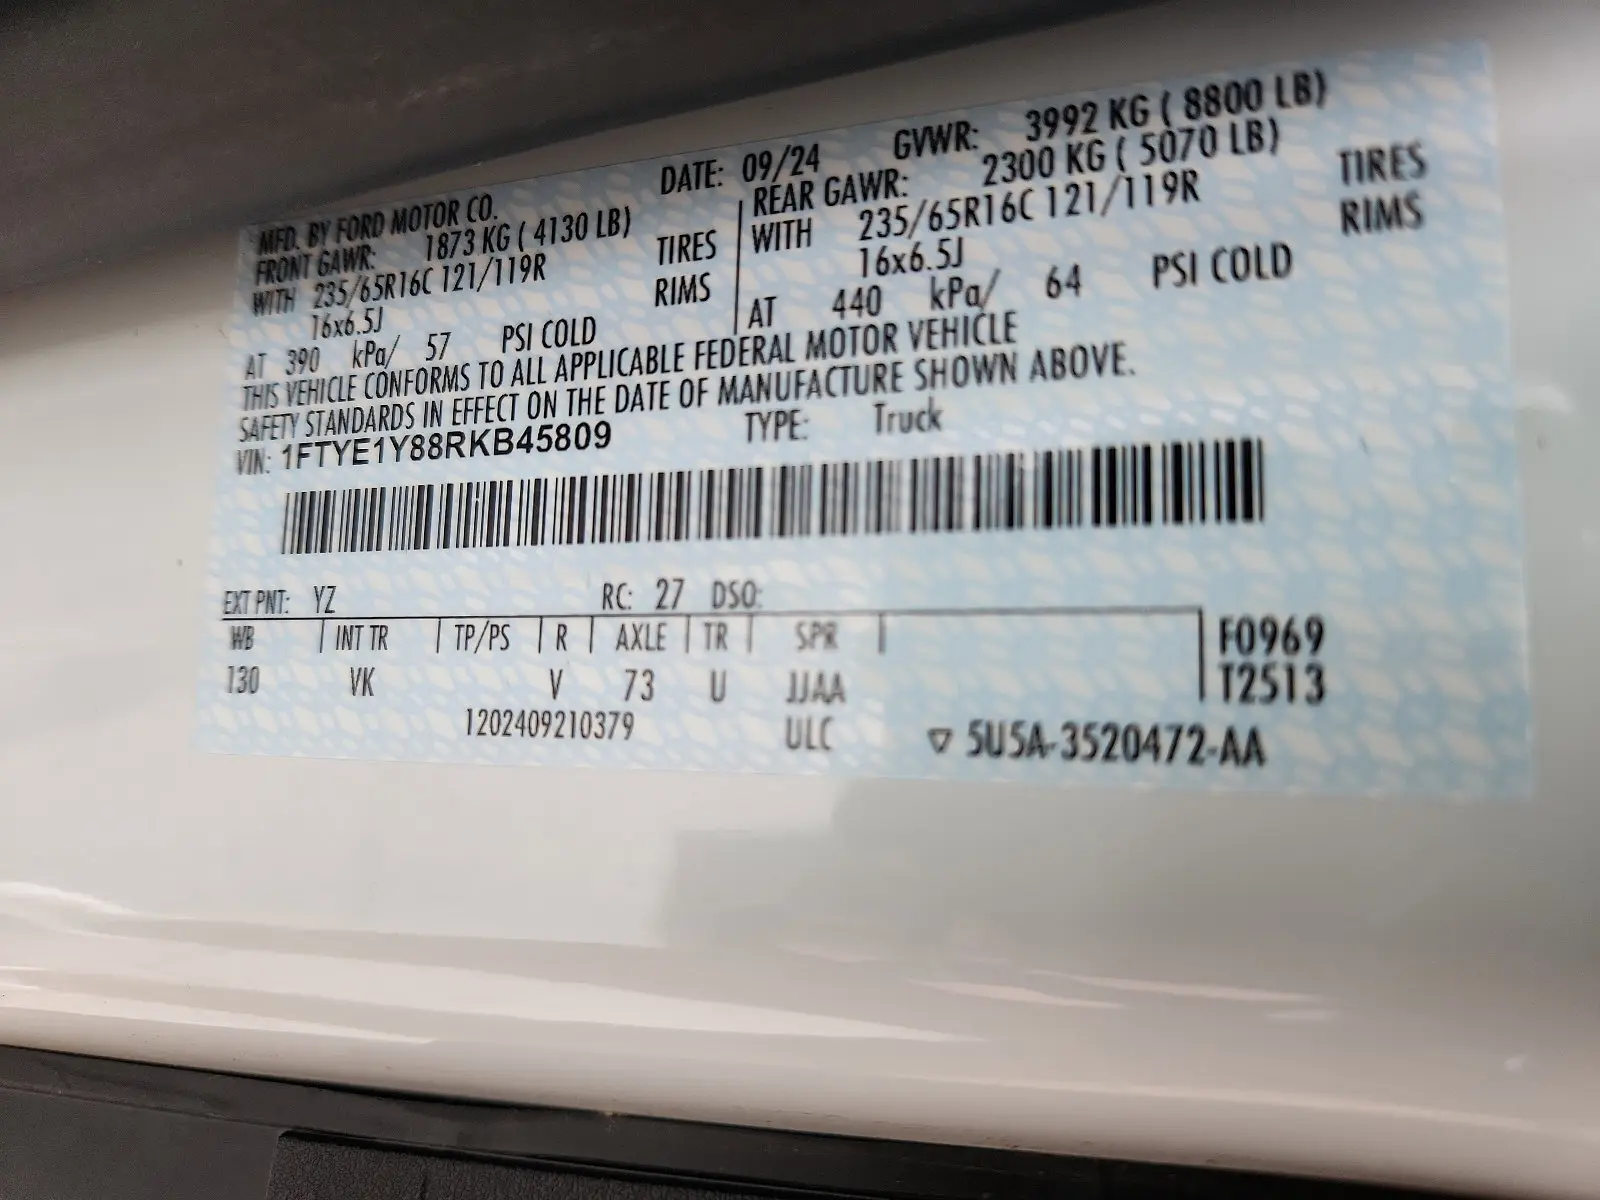 MFD. BY FORD MOTOR CO. DATE: 09/24 GVWR: 3992 KG ( 8800 LB)
FRONT GAWR: 1873 KG ( 4130 LB)
WITH 235/65R16C 121/119R TIRES
16x6.5J RIMS
AT 390 kPa/ 57 PSI COLD
REAR GAWR: 2300 KG ( 5070 LB)
WITH 235/65R16C 121/119R TIRES
16x6.5J RIMS
AT 440 kPa/ 64 PSI COLD
THIS VEHICLE CONFORMS TO ALL APPLICABLE FEDERAL MOTOR VEHICLE
SAFETY STANDARDS IN EFFECT ON THE DATE OF MANUFACTURE SHOWN ABOVE.
VIN: 1FTYE1Y88RKB45809 TYPE: Truck
EXT PNT: YZ RC: 27 DSO:
WB INT TR TP/PS R AXLE TR SPR F0969
130 VK V 73 U JJAA T2513
1202409210379 ULC ▽ 5U5A-3520472-AA